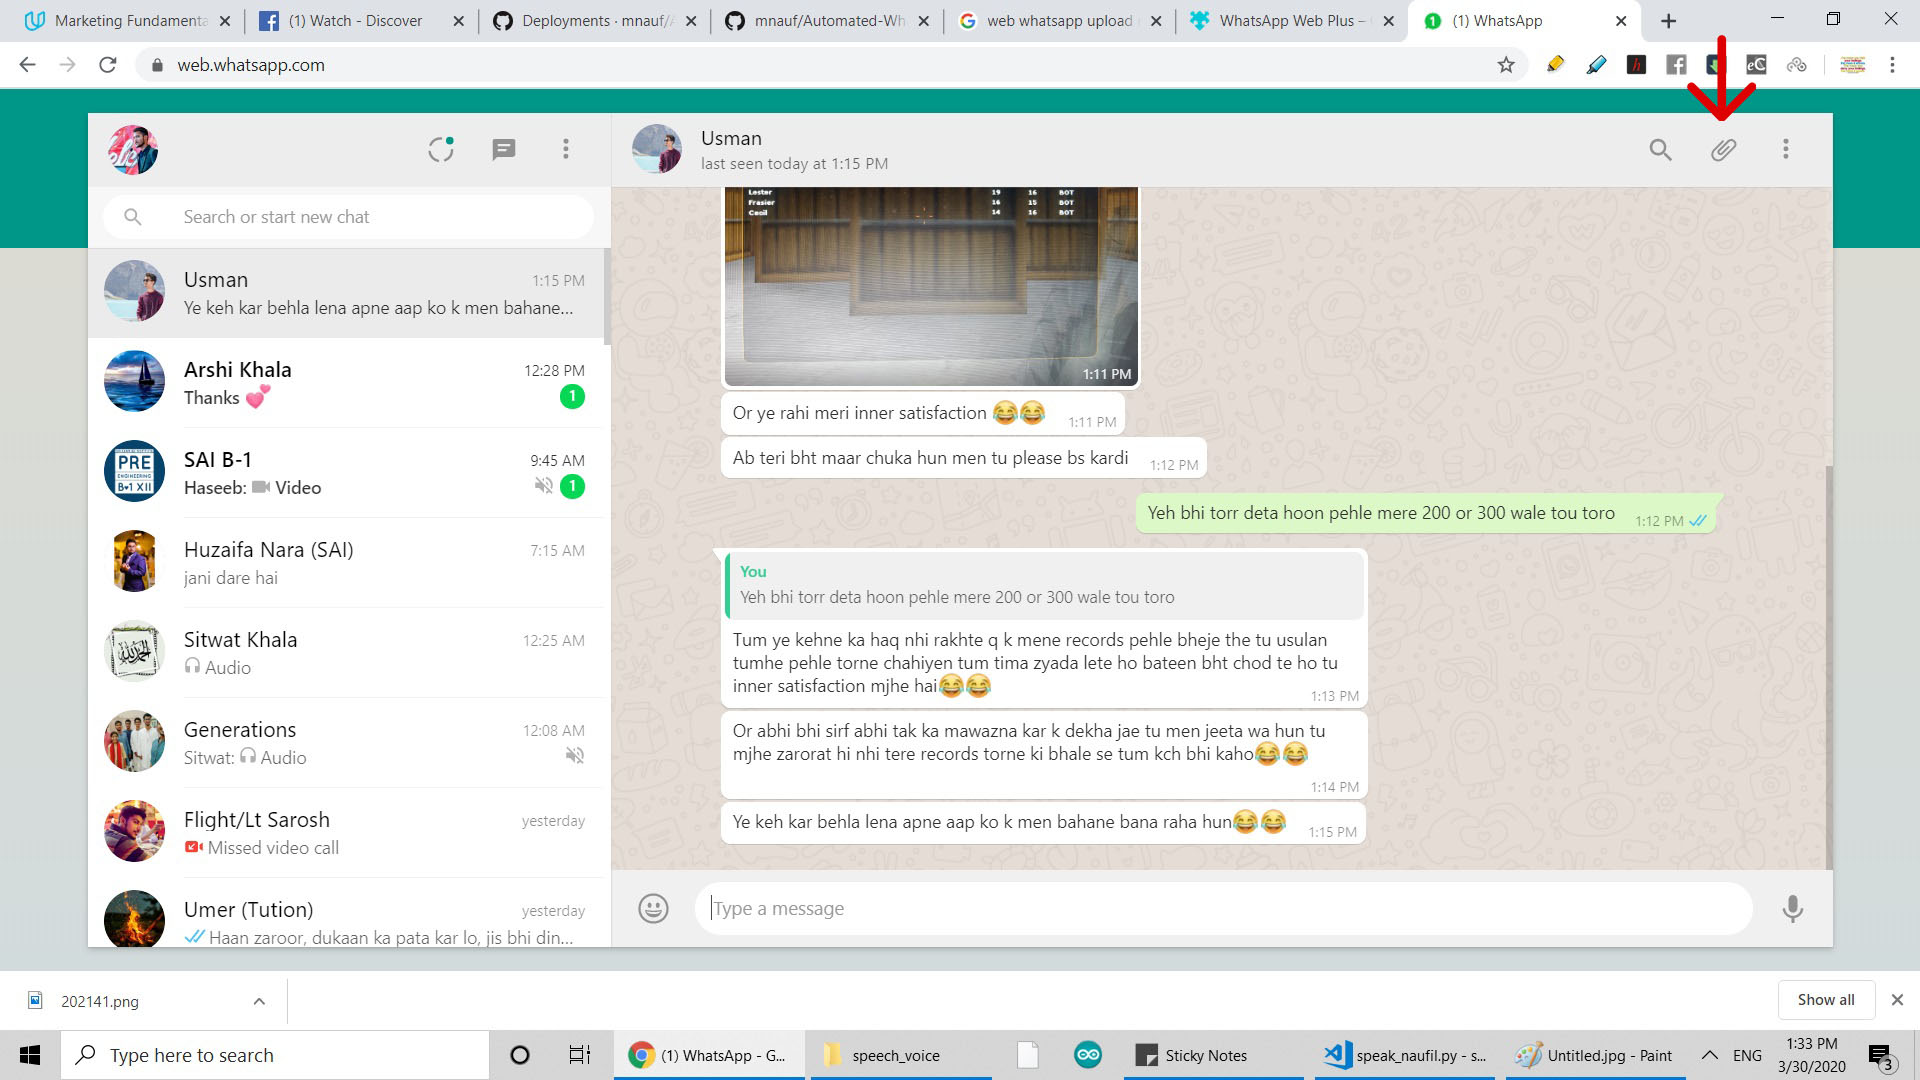 Marketing Fundamenta
(1) Watch - Discover
Deployments · mnauf/A
mnauf/Automated-Wh
web whatsapp upload
WhatsApp Web Plus –
(1) WhatsApp
web.whatsapp.com
Usman
last seen today at 1:15 PM
Search or start new chat
Usman
1:15 PM
Ye keh kar behla lena apne aap ko k men bahane...
Arshi Khala
12:28 PM
Thanks 💕
1
SAI B-1
9:45 AM
Haseeb: Video
1
PRE
ENGINEERING
B-1 XII
Huzaifa Nara (SAI)
7:15 AM
jani dare hai
Sitwat Khala
12:25 AM
Audio
Generations
12:08 AM
Sitwat: Audio
Flight/Lt Sarosh
yesterday
Missed video call
Umer (Tution)
yesterday
Haan zaroor, dukaan ka pata kar lo, jis bhi din...
Lester 19 16 BOT
Frasier 16 15 BOT
Cecil 14 16 BOT
1:11 PM
Or ye rahi meri inner satisfaction 😂😂
1:11 PM
Ab teri bht maar chuka hun men tu please bs kardi
1:12 PM
Yeh bhi torr deta hoon pehle mere 200 or 300 wale tou toro
1:12 PM
You
Yeh bhi torr deta hoon pehle mere 200 or 300 wale tou toro
Tum ye kehne ka haq nhi rakhte q k mene records pehle bheje the tu usulan
tumhe pehle torne chahiyen tum tima zyada lete ho bateen bht chod te ho tu
inner satisfaction mjhe hai😂😂
1:13 PM
Or abhi bhi sirf abhi tak ka mawazna kar k dekha jae tu men jeeta wa hun tu
mjhe zarorat hi nhi tere records torne ki bhale se tum kch bhi kaho😂😂
1:14 PM
Ye keh kar behla lena apne aap ko k men bahane bana raha hun😂😂
1:15 PM
Type a message
202141.png
Show all
Type here to search
(1) WhatsApp - G...
speech_voice
Sticky Notes
speak_naufil.py - s...
Untitled.jpg - Paint
ENG
1:33 PM
3/30/2020
3